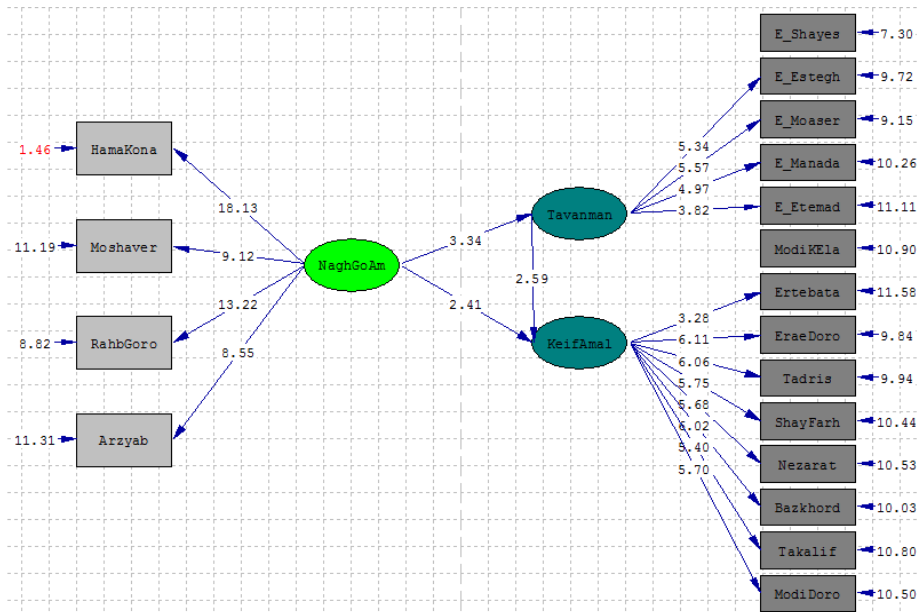 E_Shayes
7.30
E_Estegh
9.72
E_Moaser
9.15
E_Manada
10.26
E_Etemad
11.11
ModiKEla
10.90
Ertebata
11.58
EraeDoro
9.84
Tadris
9.94
ShayFarh
10.44
Nezarat
10.53
Bazkhord
10.03
Takalif
10.80
ModiDoro
10.50
1.46
HamaKona
11.19
Moshaver
8.82
RahbGoro
11.31
Arzyab
18.13
9.12
13.22
8.55
NaghGoAm
3.34
2.41
Tavanman
2.59
KeifAmal
5.34
5.57
4.97
3.82
3.28
6.11
6.06
5.75
5.68
6.02
5.40
5.70